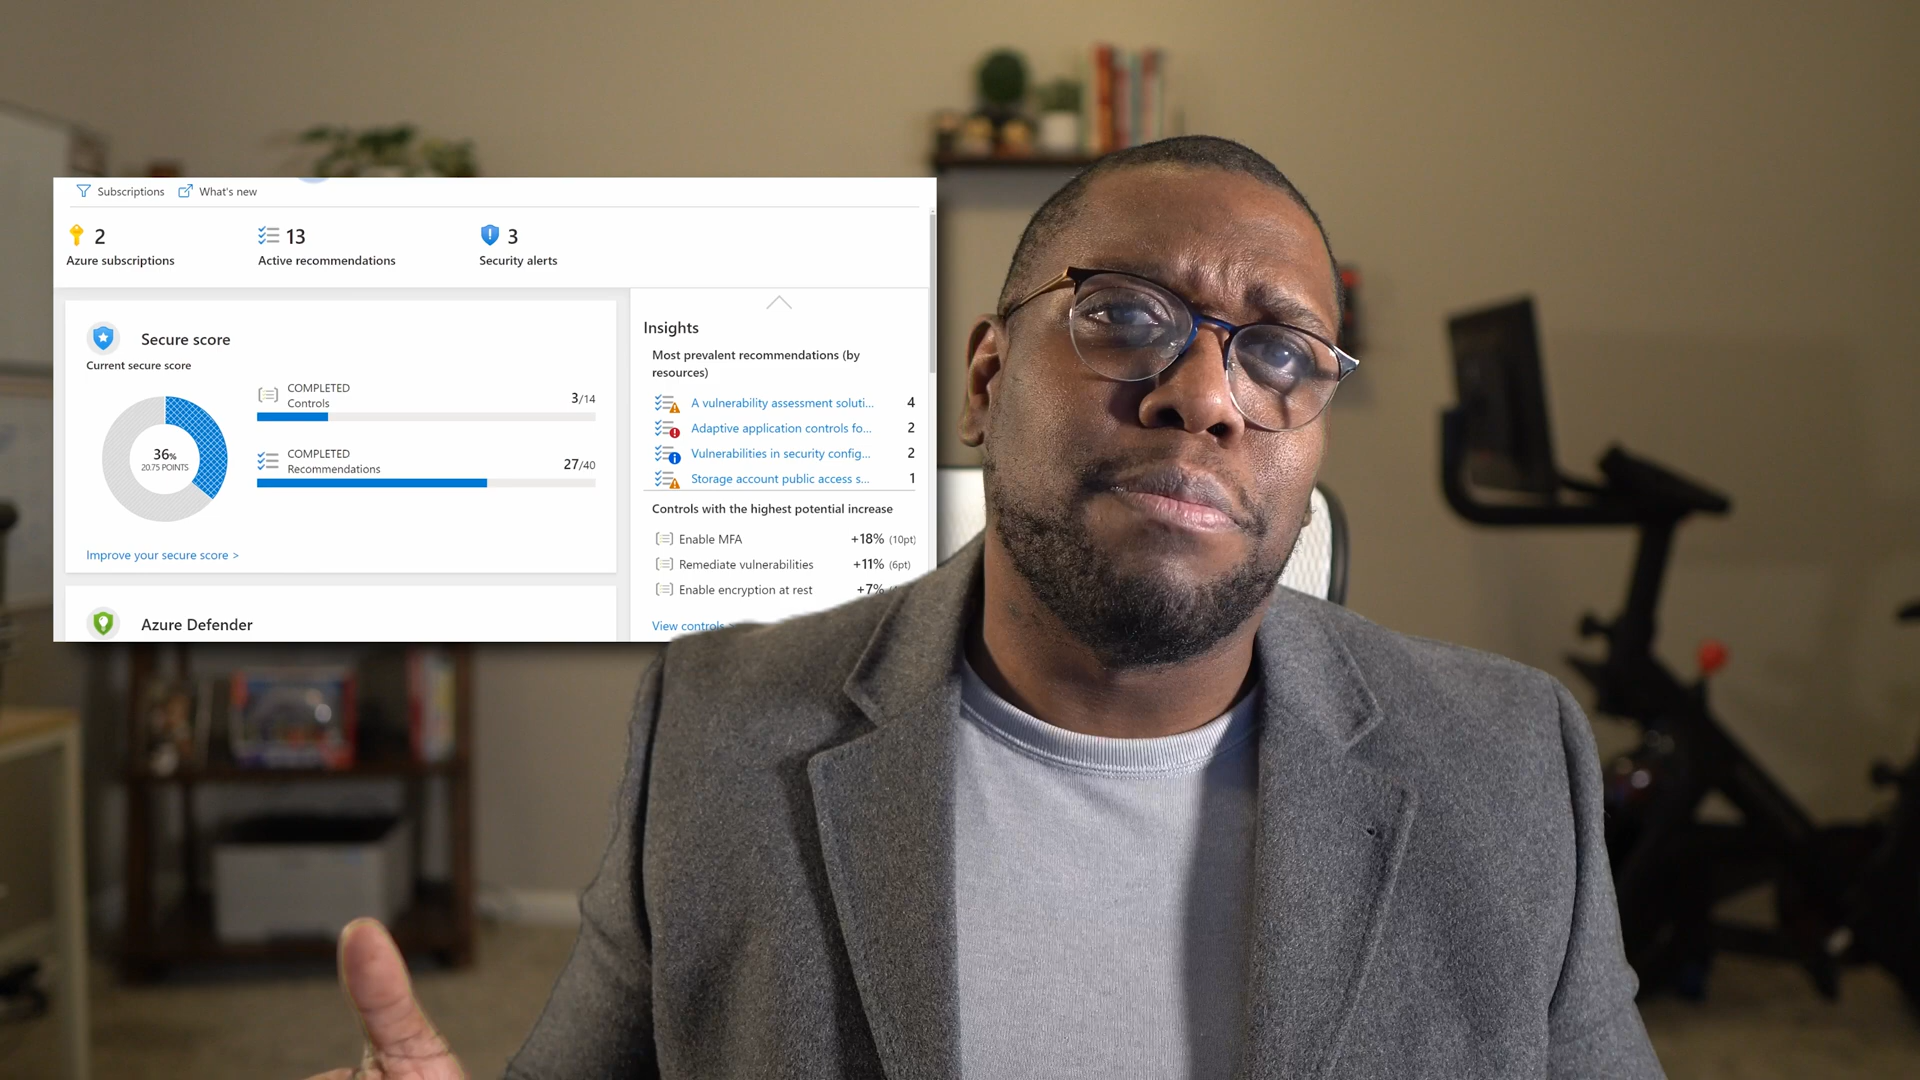 Subscriptions What's new
2 13 3
Azure subscriptions Active recommendations Security alerts
Secure score
Current secure score
COMPLETED
Controls
3/14
36%
20.75 POINTS
COMPLETED
Recommendations
27/40
Improve your secure score >
Azure Defender
Insights
Most prevalent recommendations (by
resources)
A vulnerability assessment soluti... 4
Adaptive application controls fo... 2
Vulnerabilities in security config... 2
Storage account public access s... 1
Controls with the highest potential increase
Enable MFA +18% (10pt)
Remediate vulnerabilities +11% (6pt)
Enable encryption at rest +7%
View controls